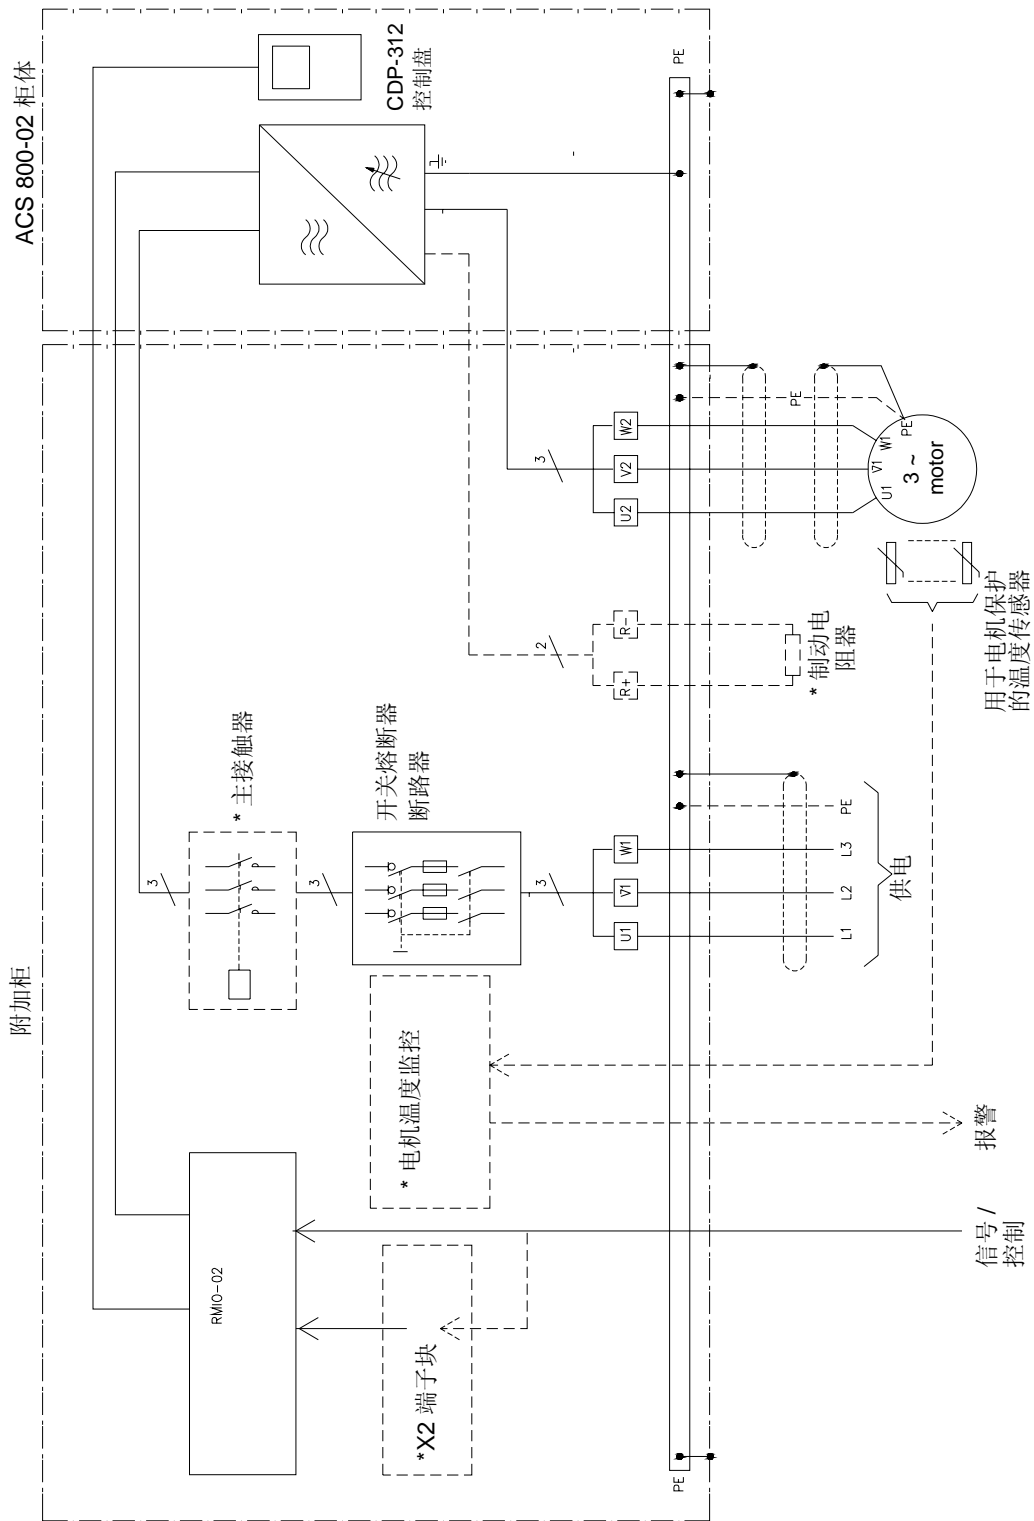 附加柜
ACS 800-02 柜体
RMIO-02
* 主接触器
3
3
开关熔断器
断路器
CDP-312
控制盘
*X2 端子块
* 电机温度监控
3
2
3
U1
V1
W1
R+
R-
U2
V2
W2
PE
PE
L1
L2
L3
PE
供电
* 制动电
阻器
PE
U1
V1
W1
PE
3 ~
motor
用于电机保护
的温度传感器
信号 /
控制
报警